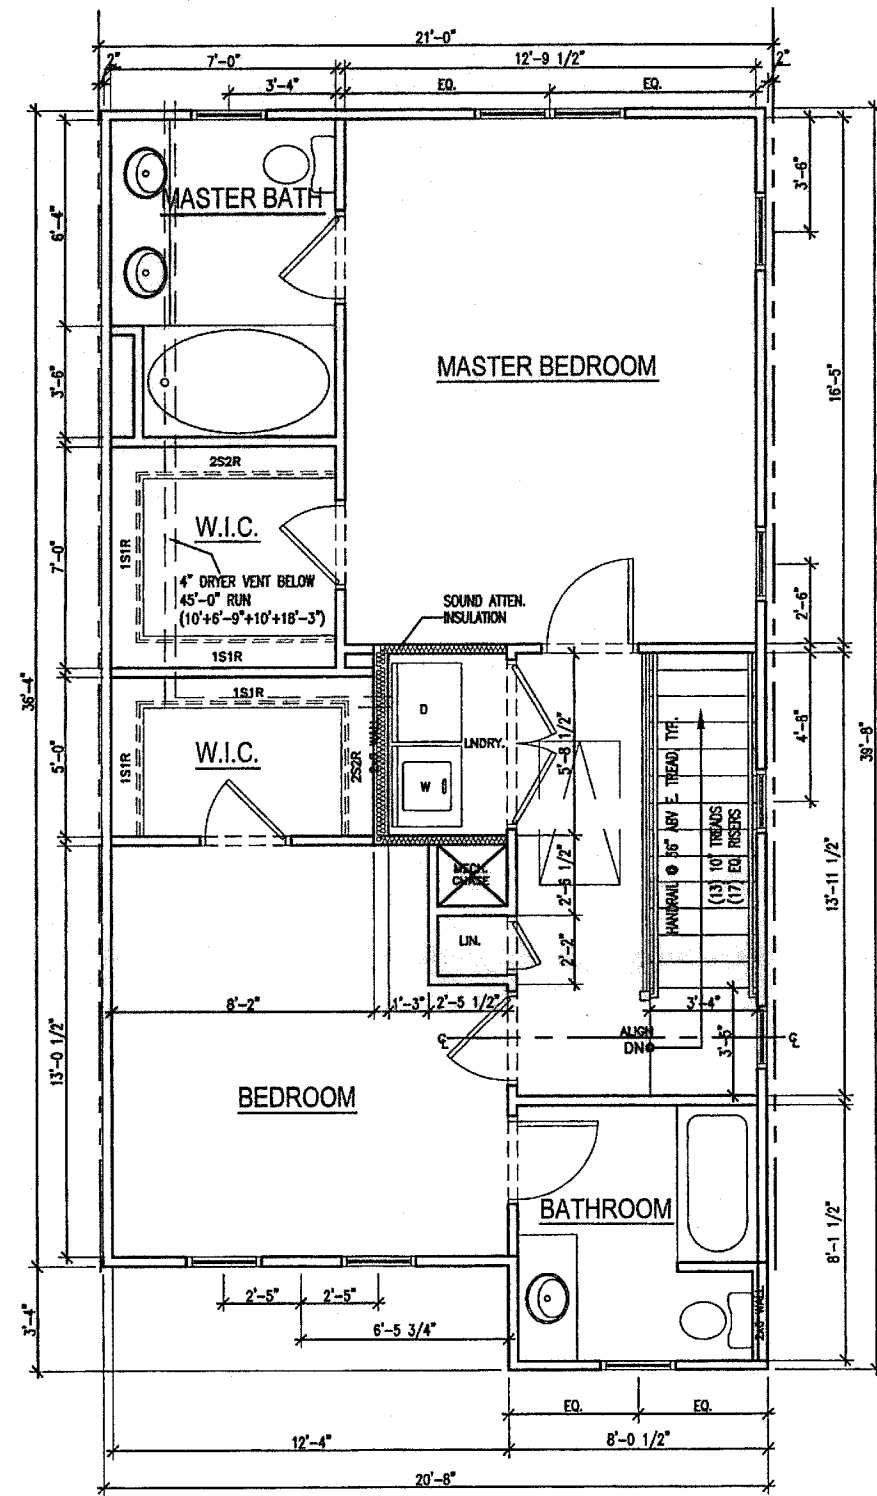 21'-0"
2"
7'-0"
12'-9 1/2"
2"
3'-4"
EQ.
EQ.
MASTER BATH
3'-6"
6'-4"
MASTER BEDROOM
3'-6"
16'-5"
2S2R
W.I.C.
1S1R
7'-0"
4" DRYER VENT BELOW
45'-0" RUN
(10'+6'-9"+10'+18'-3")
SOUND ATTEN.
INSULATION
2'-6"
1S1R
36'-4"
1S1R
D
W.I.C.
1S1R
2S2R
5'-0"
LNDRY.
5'-8 1/2"
W
HANDRAIL @ 36" ABV E. TREAD, TYP.
(13) 10" TREADS
(17) EQ. RISERS
4'-6"
39'-8"
MECH.
CHASE
2'-6 1/2"
13'-11 1/2"
LIN.
2'-2"
8'-2"
1'-3"
2'-5 1/2"
3'-4"
ALIGN
DN
3'-5"
13'-0 1/2"
BEDROOM
BATHROOM
8'-1 1/2"
2'-5"
2'-5"
2x6 WALL
6'-5 3/4"
3'-4"
EQ.
EQ.
12'-4"
8'-0 1/2"
20'-8"